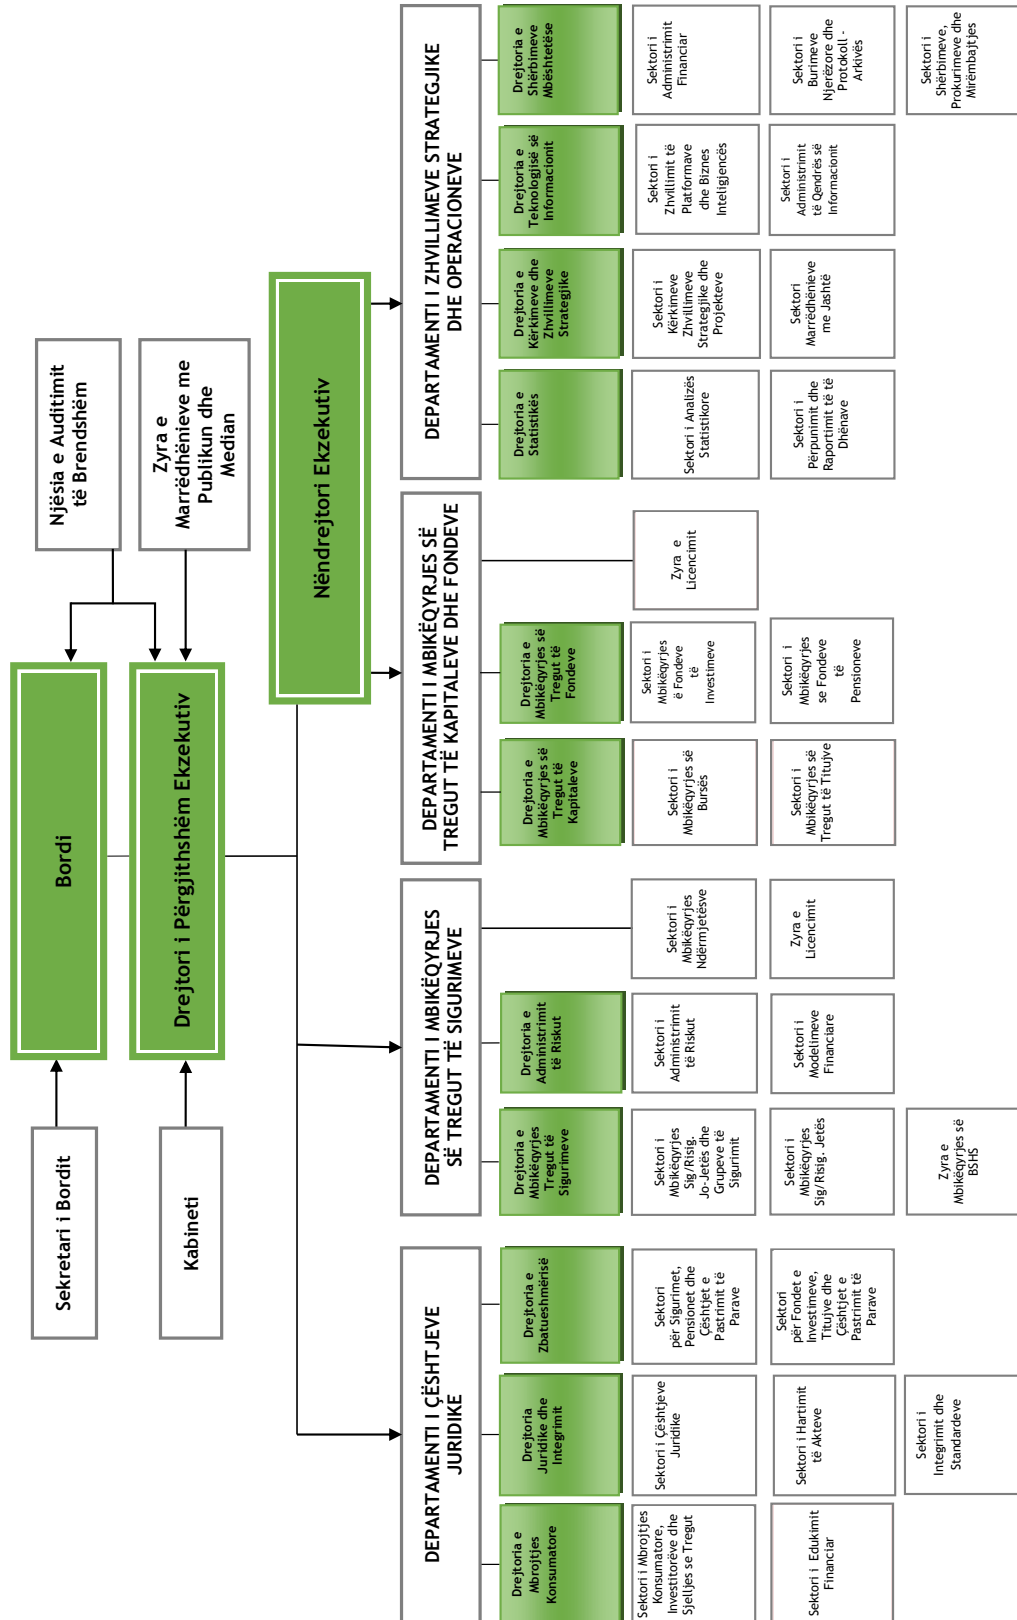 Sekretari i Bordit
Kabineti
Bordi
Drejtori i Përgjithshëm Ekzekutiv
Njësia e Auditimit
të Brendshëm
Zyra e
Marrëdhënieve me
Publikun dhe
Median
Nëndrejtori Ekzekutiv
DEPARTAMENTI I ÇËSHTJEVE
JURIDIKE
Drejtoria e
Mbrojtjes
Konsumatore
Sektori i Mbrojtjes
Konsumatore,
Investitorëve dhe
Sjelljes se Tregut
Sektori i Edukimit
Financiar
Drejtoria
Juridike dhe
Integrimit
Sektori i Çështjeve
Juridike
Sektori i Hartimit
të Akteve
Sektori i
Integrimit dhe
Standardeve
Drejtoria e
Zbatueshmërisë
Sektori
për Sigurimet,
Pensionet dhe
Çështjet e
Pastrimit të
Parave
Sektori
për Fondet e
Investimeve,
Titujve dhe
Çështjet e
Pastrimit të
Parave
DEPARTAMENTI I MBIKËQYRJES
SË TREGUT TË SIGURIMEVE
Drejtoria e
Mbikëqyrjes
Tregut të
Sigurimeve
Sektori i
Mbikëqyrjes
Sig/Risig.
Jo-Jetës dhe
Grupeve të
Sigurimit
Sektori i
Mbikëqyrjes
Sig/Risig. Jetës
Zyra e
Mbikëqyrjes së
BSHS
Drejtoria e
Administrimit
të Riskut
Sektori i
Administrimit
të Riskut
Sektori i
Modelimeve
Financiare
Sektori i
Mbikëqyrjes
Ndërmjetësve
Zyra e
Licencimit
DEPARTAMENTI I MBIKËQYRJES SË
TREGUT TË KAPITALEVE DHE FONDEVE
Drejtoria e
Mbikëqyrjes së
Tregut të
Kapitaleve
Sektori i
Mbikëqyrjes së
Bursës
Sektori i
Mbikëqyrjes së
Tregut të Titujve
Drejtoria e
Mbikëqyrjes së
Tregut të
Fondeve
Sektori i
Mbikëqyrjes
ë Fondeve
të
Investimeve
Sektori i
Mbikëqyrjes
se Fondeve
të
Pensioneve
Zyra e
Licencimit
DEPARTAMENTI I ZHVILLIMEVE STRATEGJIKE
DHE OPERACIONEVE
Drejtoria e
Statistikës
Sektori i Analizës
Statistikore
Sektori i
Përpunimit dhe
Raportimit të të
Dhënave
Drejtoria e
Kërkimeve dhe
Zhvillimeve
Strategjike
Sektori i
Kërkimeve
Zhvillimeve
Strategjike dhe
Projekteve
Sektori
Marrëdhënieve
me Jashtë
Drejtoria e
Teknologjisë së
Informacionit
Sektori i
Zhvillimit të
Platformave
dhe Biznes
Inteligjencës
Sektori i
Administrimit
të Qendrës së
Informacionit
Drejtoria e
Shërbimeve
Mbështetëse
Sektori i
Administrimit
Financiar
Sektori i
Burimeve
Njerëzore dhe
Protokoll -
Arkivës
Sektori i
Shërbimeve,
Prokurimeve dhe
Mirëmbajtjes